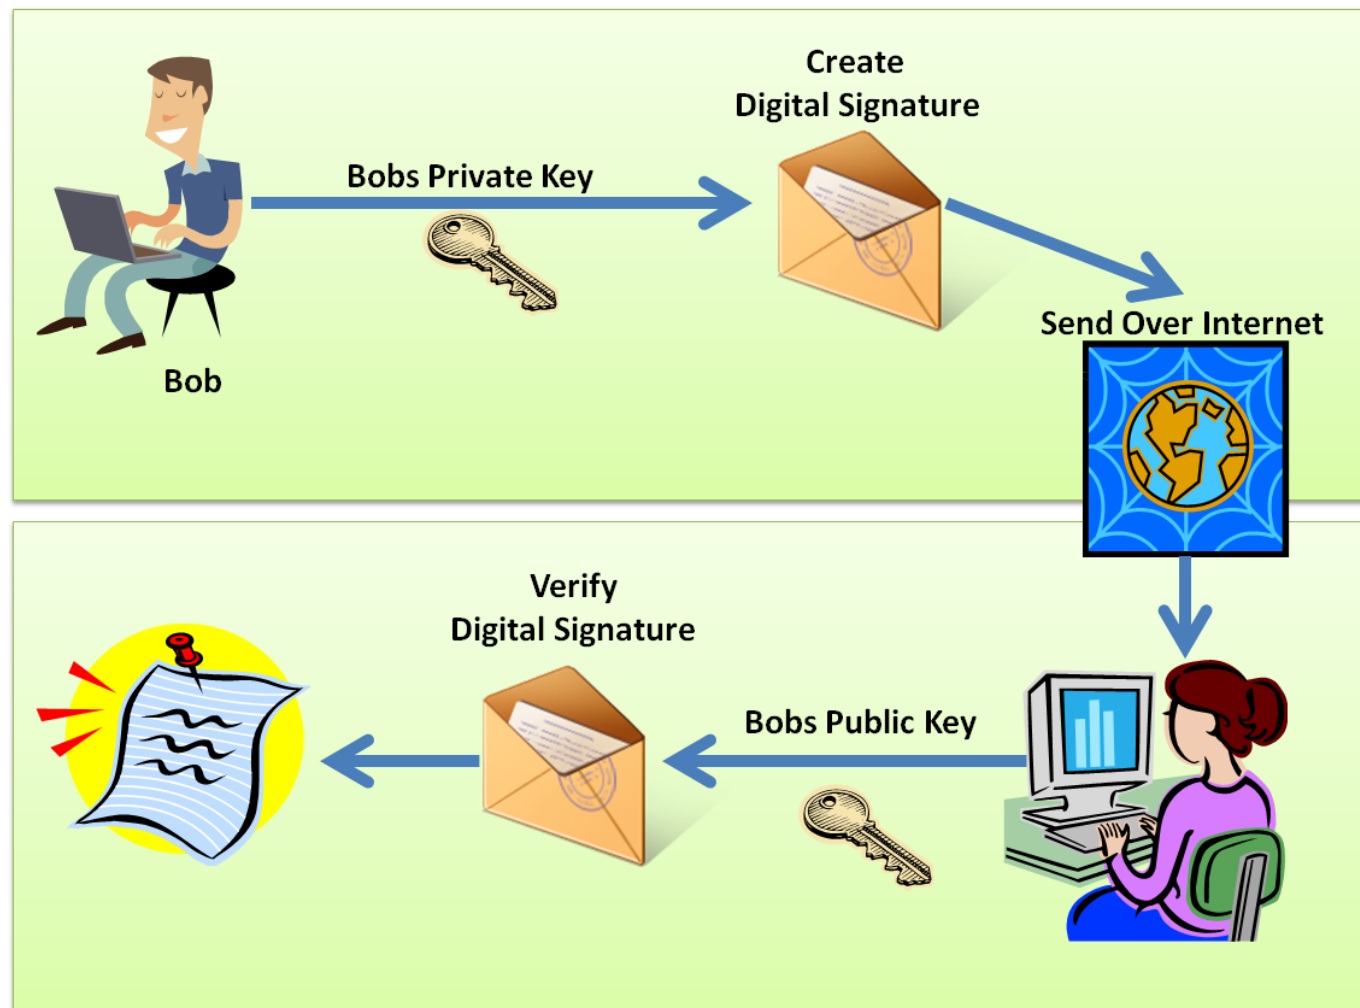 Create
Digital Signature
Bobs Private Key
Send Over Internet
Bob
Verify
Digital Signature
Bobs Public Key